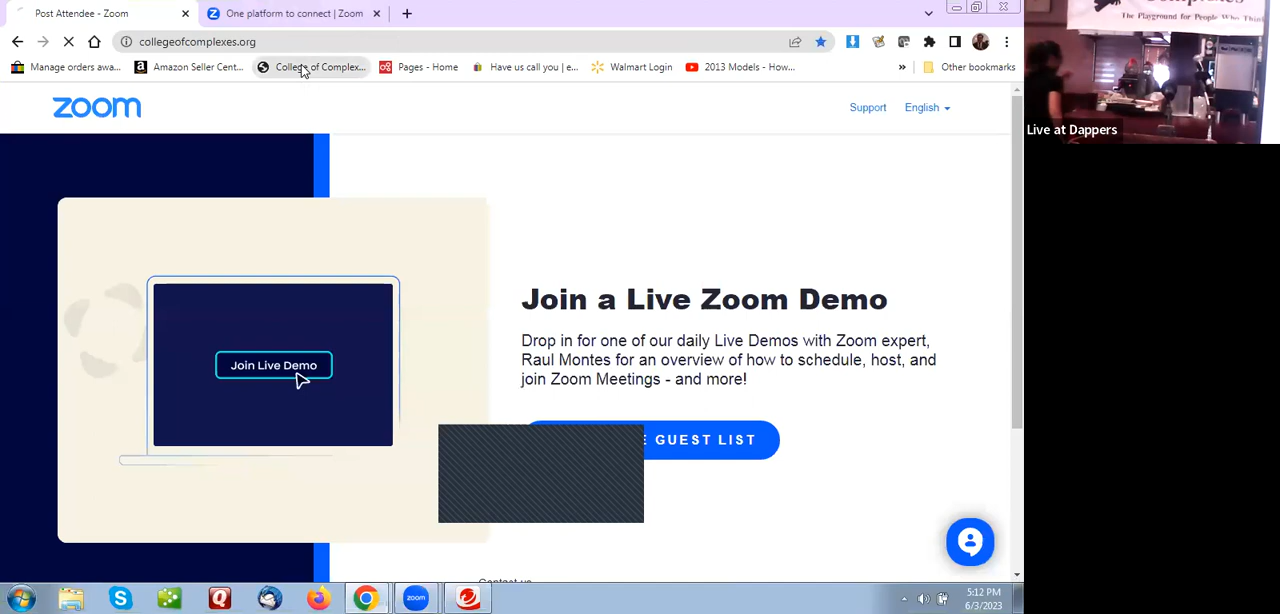 Post Attendee - Zoom
One platform to connect | Zoom
collegeofcomplexes.org
Manage orders awa...
Amazon Seller Cent...
College of Complex...
Pages - Home
Have us call you | e...
Walmart Login
2013 Models - How...
»
Other bookmarks
zoom
Support
English
Join Live Demo
Join a Live Zoom Demo
Drop in for one of our daily Live Demos with Zoom expert,
Raul Montes for an overview of how to schedule, host, and
join Zoom Meetings - and more!
GUEST LIST
Contact us
zoom
5:12 PM
6/3/2023
The Playground for People Who Thin
Live at Dappers